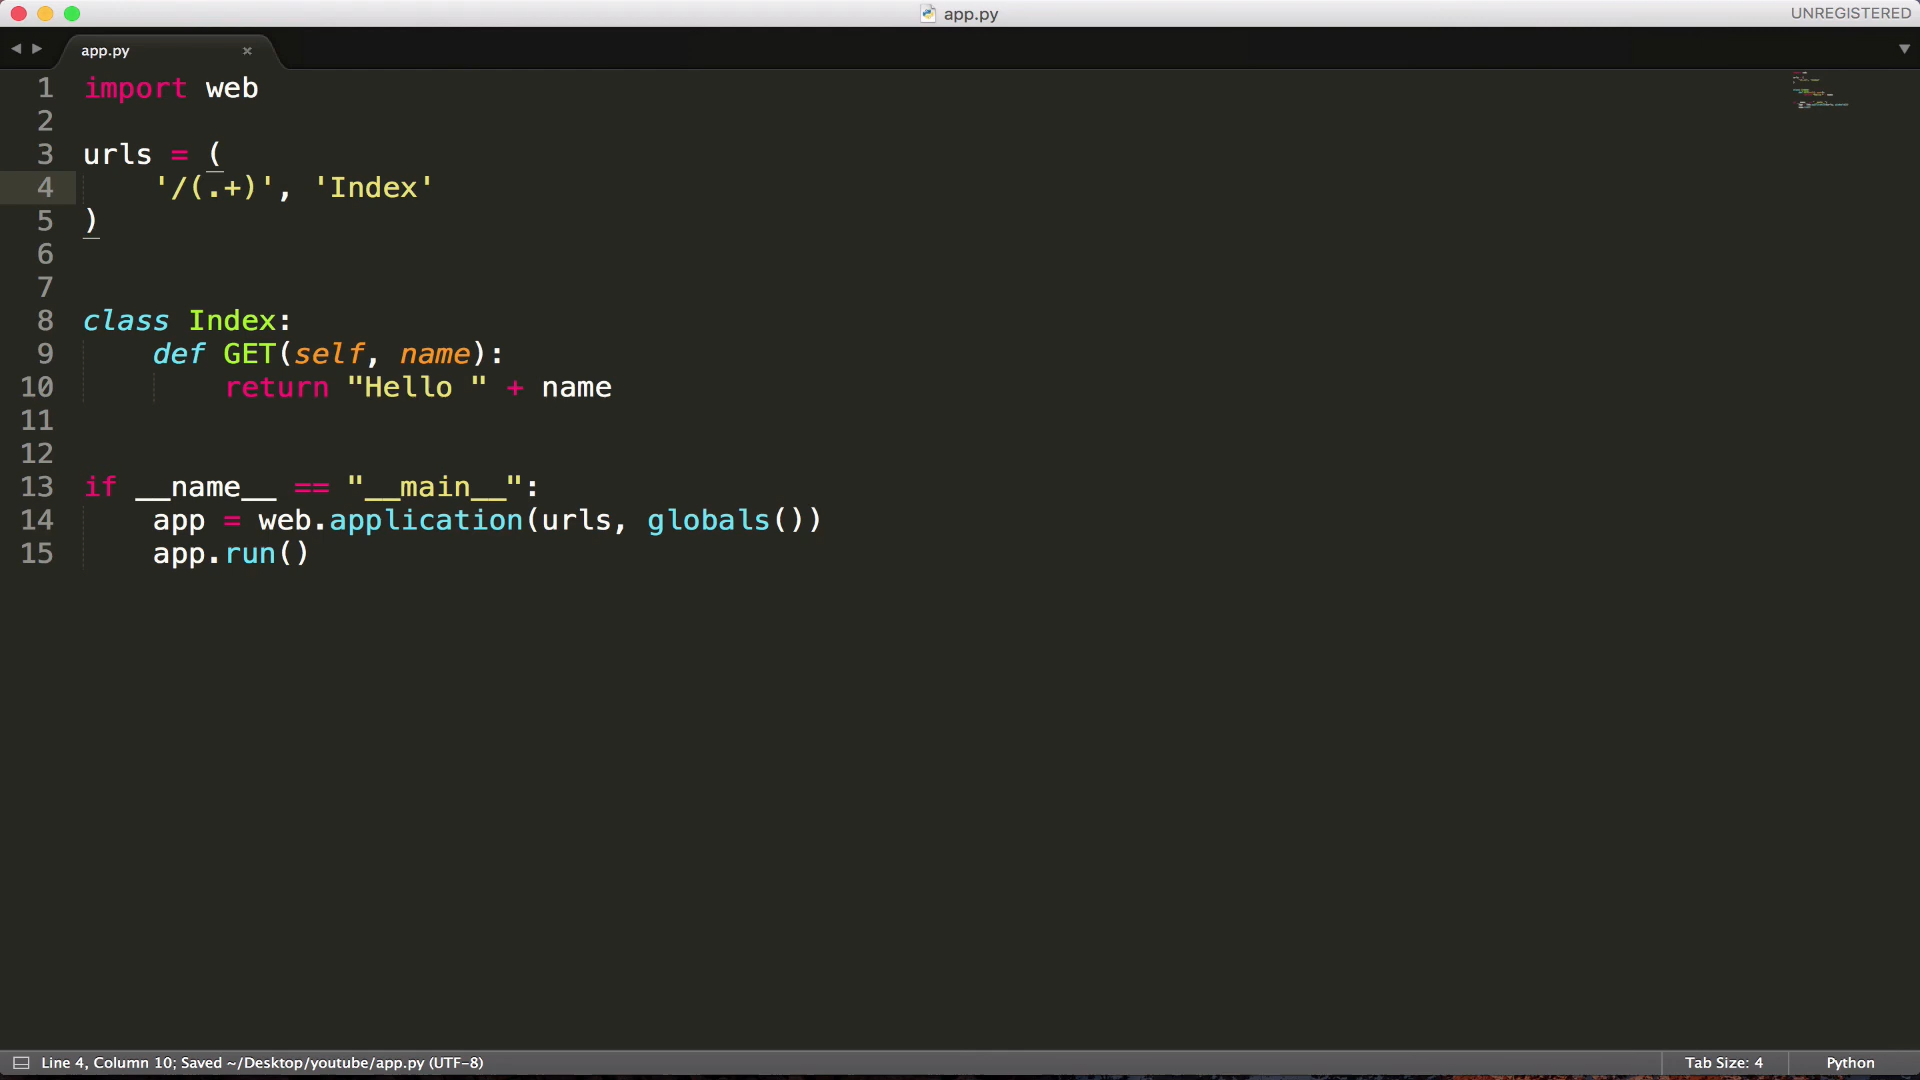 app.py
UNREGISTERED
app.py
1 import web
2
3 urls = (
4     '/(.+)', 'Index'
5 )
6
7
8 class Index:
9     def GET(self, name):
10         return "Hello " + name
11
12
13 if __name__ == "__main__":
14     app = web.application(urls, globals())
15     app.run()
Line 4, Column 10; Saved ~/Desktop/youtube/app.py (UTF-8)
Tab Size: 4
Python